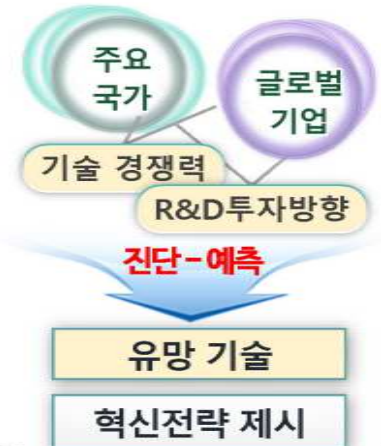 주요
국가
글로벌
기업
기술 경쟁력
R&D투자방향
진단-예측
유망 기술
혁신전략 제시